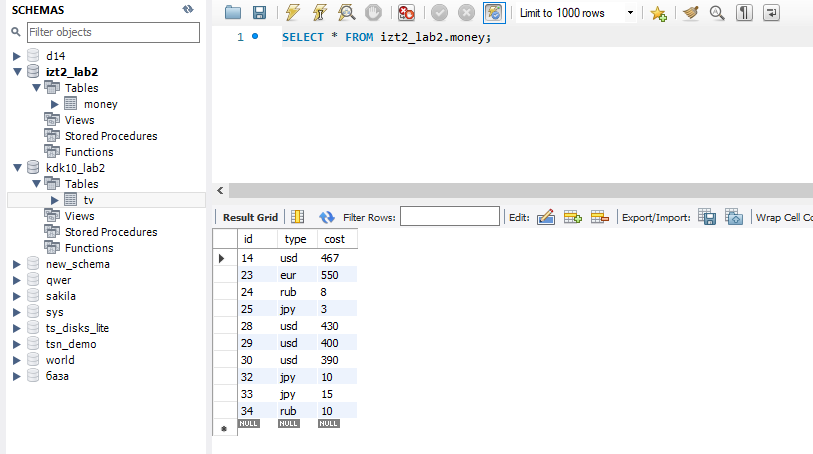 SCHEMAS
Filter objects
d14
izt2_lab2
Tables
money
Views
Stored Procedures
Functions
kdk10_lab2
Tables
tv
Views
Stored Procedures
Functions
new_schema
qwer
sakila
sys
ts_disks_lite
tsn_demo
world
база
Limit to 1000 rows
1 SELECT * FROM izt2_lab2.money;
Result Grid Filter Rows: Edit: Export/Import: Wrap Cell Co
id type cost
14 usd 467
23 eur 550
24 rub 8
25 jpy 3
28 usd 430
29 usd 400
30 usd 390
32 jpy 10
33 jpy 15
34 rub 10
NULL NULL NULL